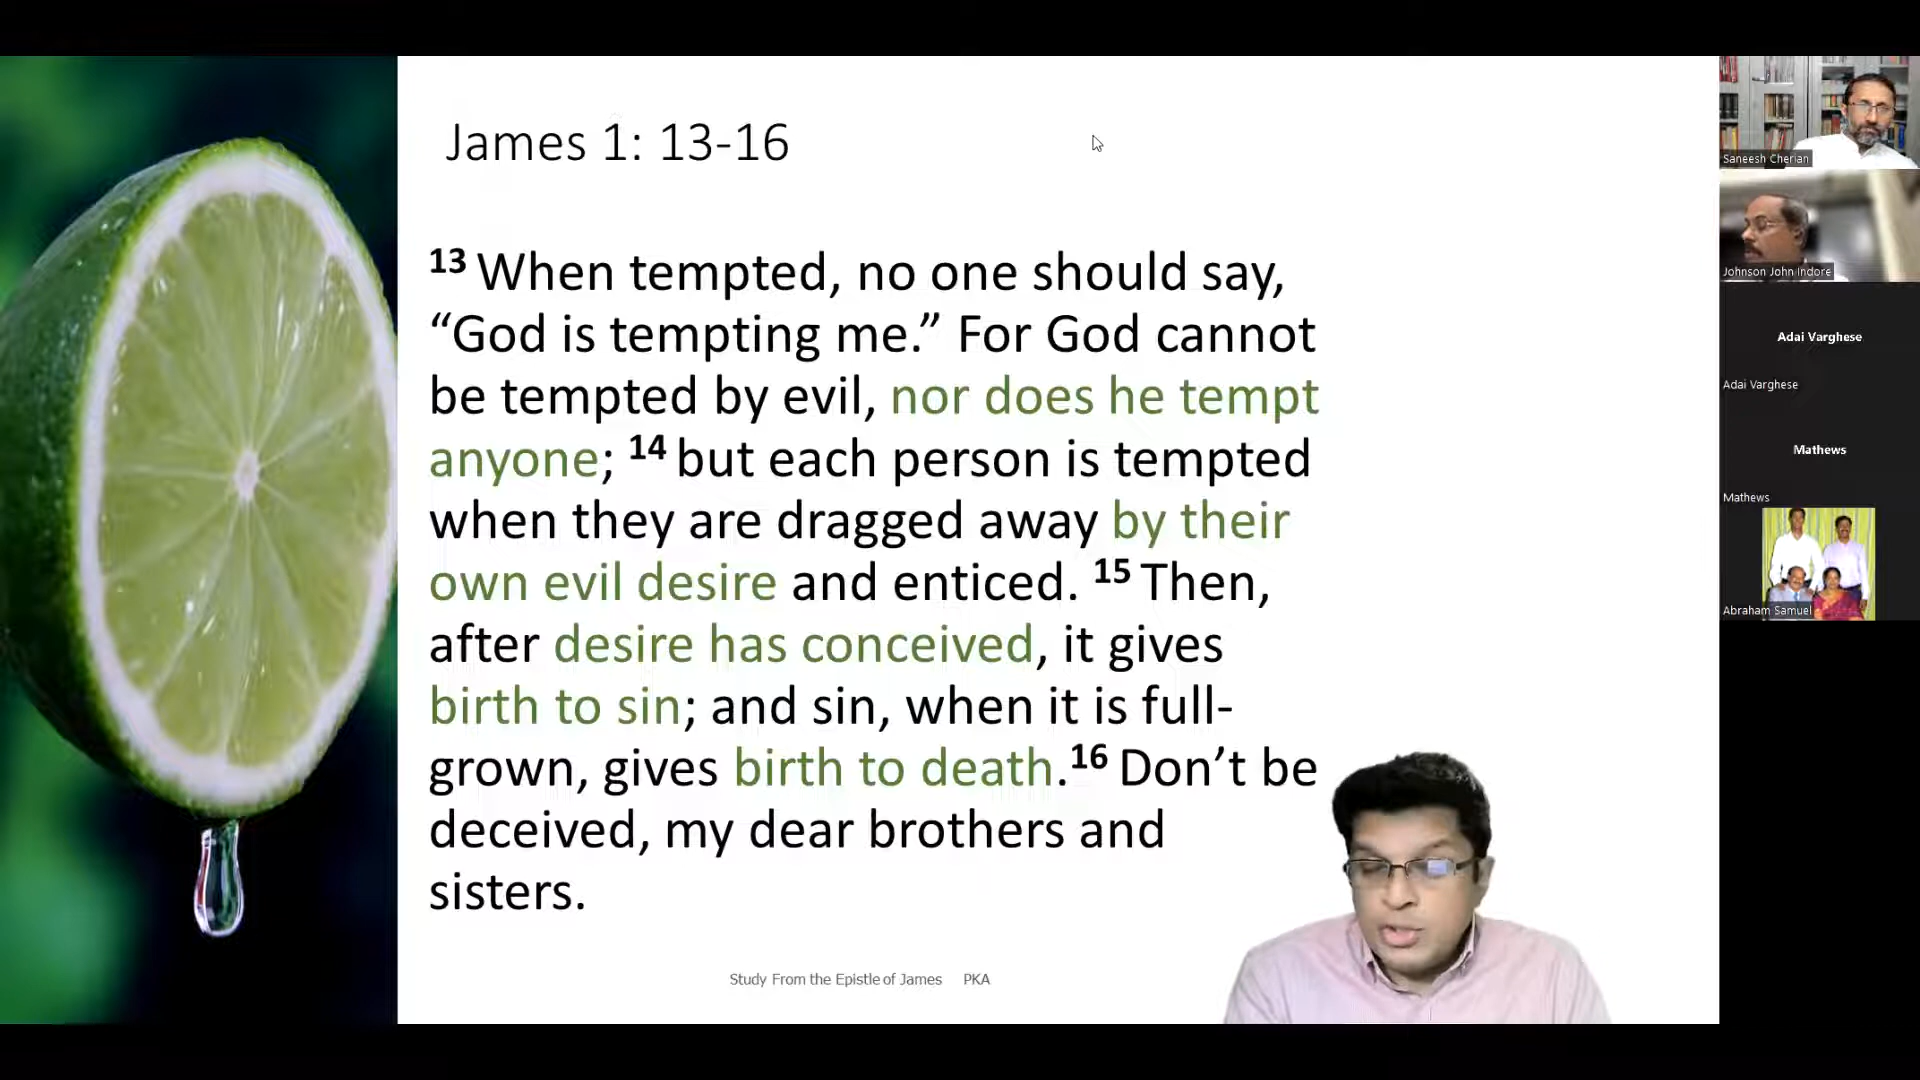 James 1: 13-16
13 When tempted, no one should say,
“God is tempting me.” For God cannot
be tempted by evil, nor does he tempt
anyone; 14 but each person is tempted
when they are dragged away by their
own evil desire and enticed. 15 Then,
after desire has conceived, it gives
birth to sin; and sin, when it is full-
grown, gives birth to death.16 Don’t be
deceived, my dear brothers and
sisters.
Study From the Epistle of James PKA
Saneesh Cherian
Johnson John Indore
Adai Varghese
Adai Varghese
Mathews
Mathews
Abraham Samuel